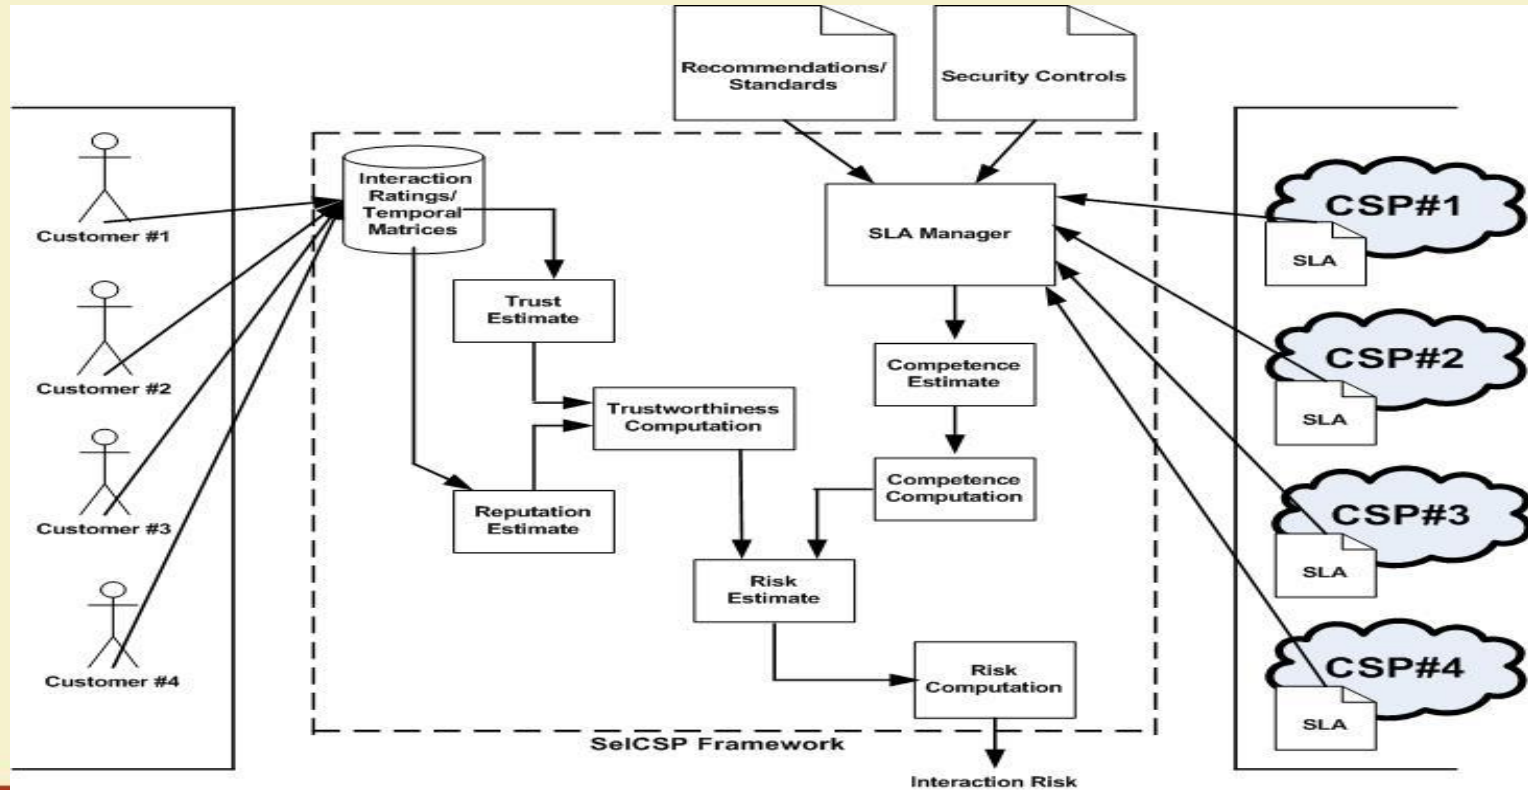 Recommendations/
Standards
Security Controls
Customer #1
Customer #2
Customer #3
Customer #4
Interaction
Ratings/
Temporal
Matrices
Trust
Estimate
Trustworthiness
Computation
Reputation
Estimate
SLA Manager
Competence
Estimate
Competence
Computation
Risk
Estimate
Risk
Computation
SelCSP Framework
Interaction Risk
CSP#1
SLA
CSP#2
SLA
CSP#3
SLA
CSP#4
SLA